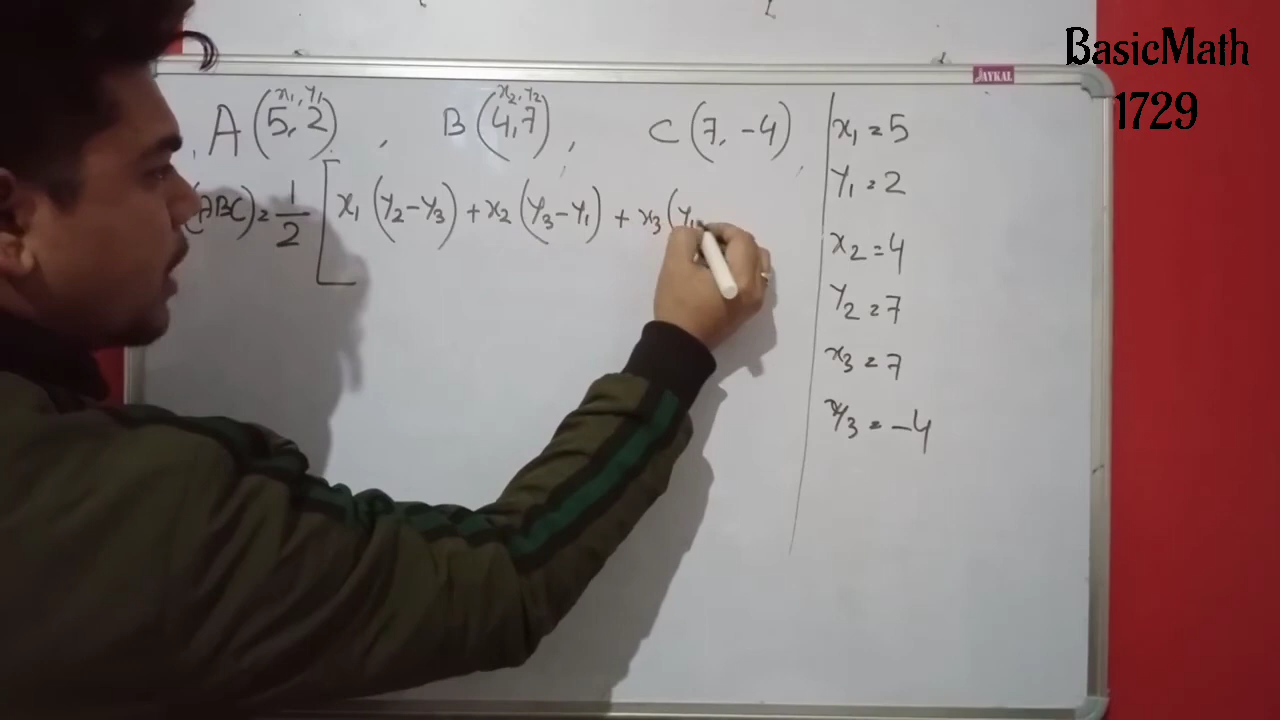 BasicMath
1729
JAYKAL
x₁, y₁ x₂, y₂
A (5, 2), B (4, 7), C (7, -4)
(ABC) = 1/2 [x₁ (y₂ - y₃) + x₂ (y₃ - y₁) + x₃ (y₁
x₁ = 5
y₁ = 2
x₂ = 4
y₂ = 7
x₃ = 7
y₃ = -4